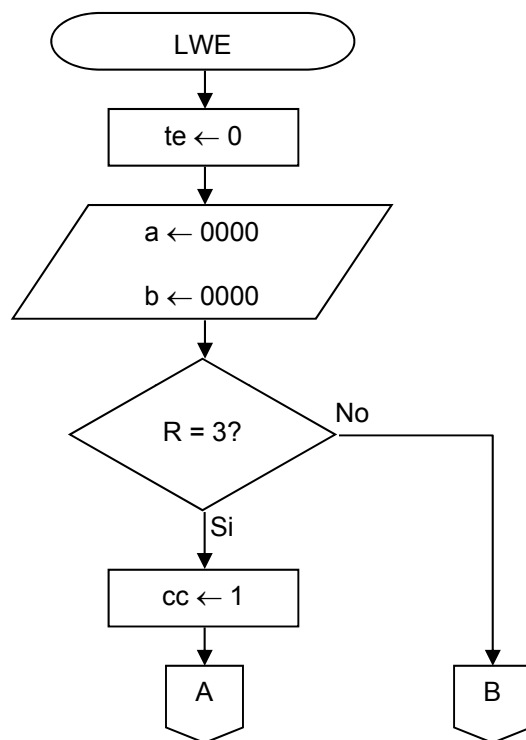 LWE
te ← 0
a ← 0000
b ← 0000
R = 3?
No
Si
cc ← 1
A
B